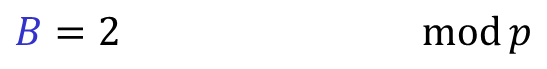 B = 2 mod p